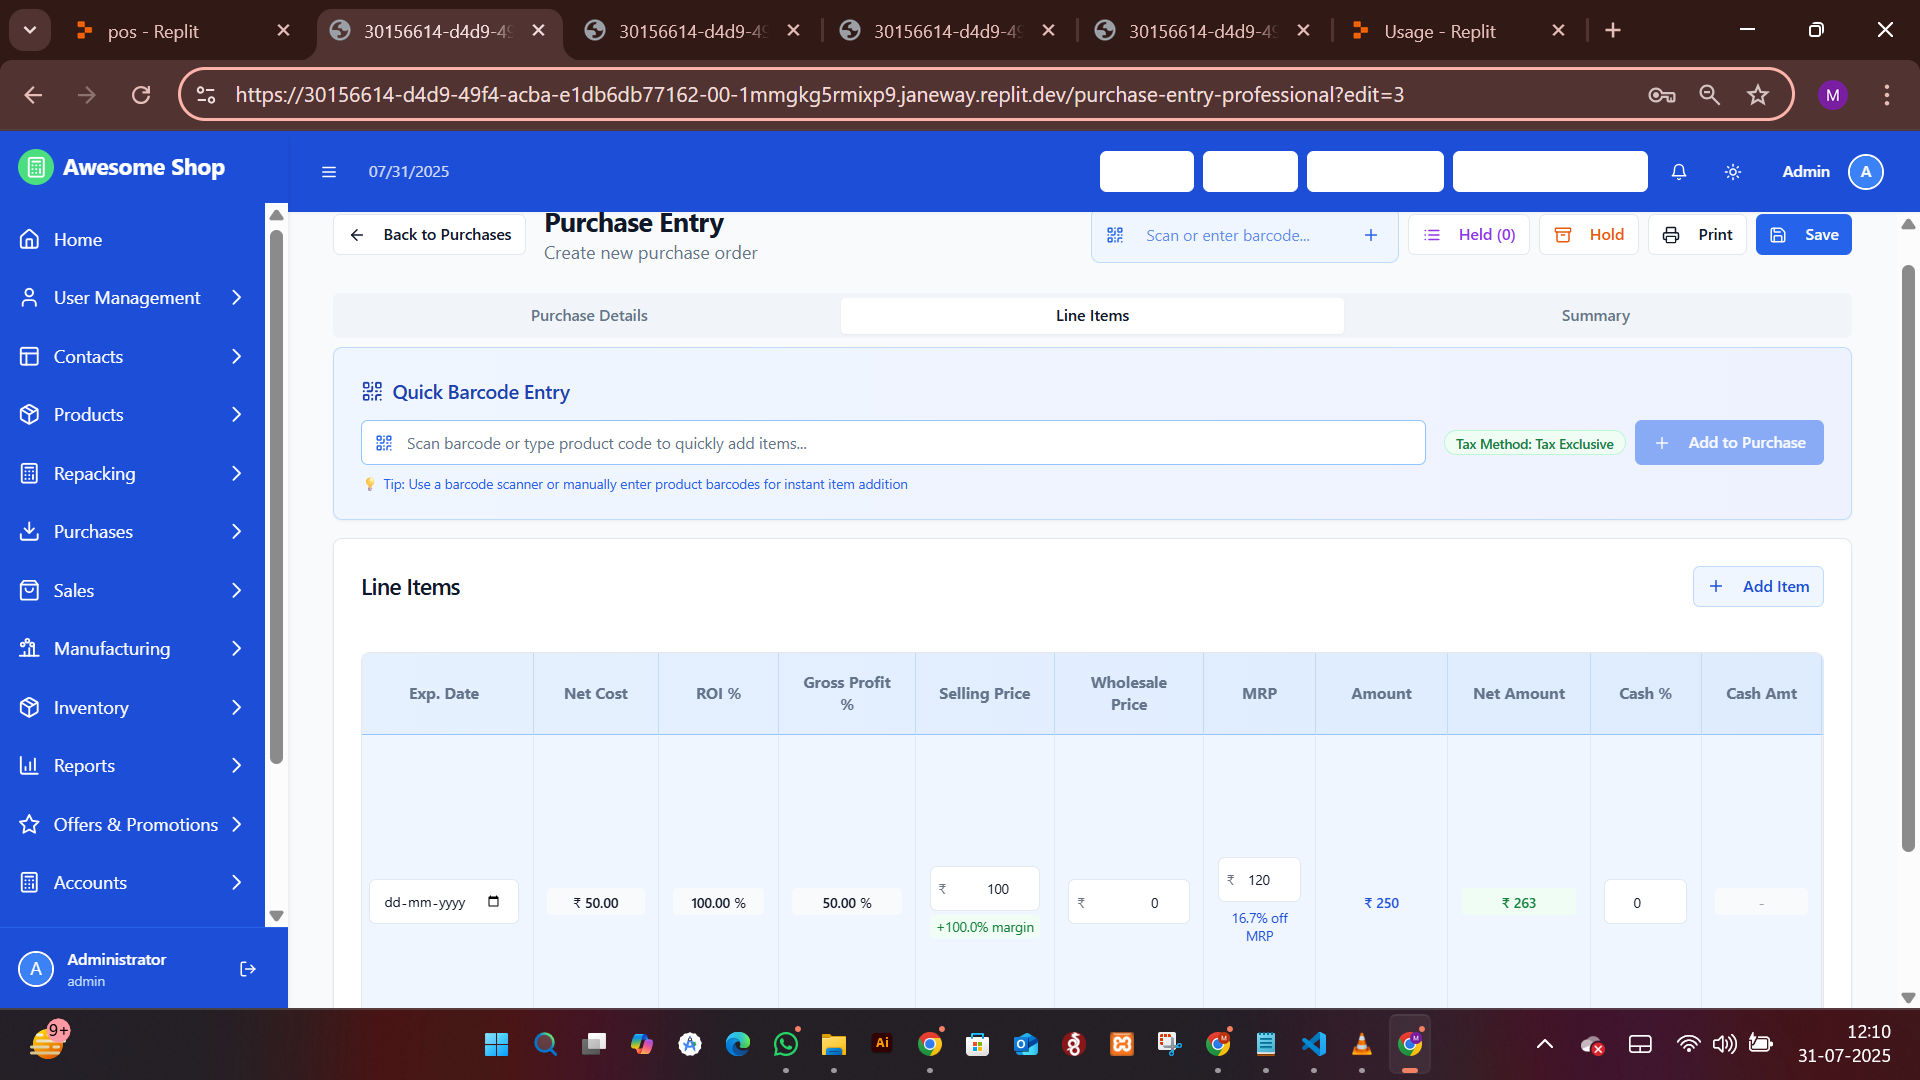 pos - Replit
30156614-d4d9-49
30156614-d4d9-49
30156614-d4d9-49
30156614-d4d9-49
Usage - Replit
https://30156614-d4d9-49f4-acba-e1db6db77162-00-1mmgkg5rmixp9.janeway.replit.dev/purchase-entry-professional?edit=3
M
Awesome Shop
07/31/2025
Admin
A
Home
User Management
Contacts
Products
Repacking
Purchases
Sales
Manufacturing
Inventory
Reports
Offers & Promotions
Accounts
A
Administrator
admin
Back to Purchases
Purchase Entry
Create new purchase order
Scan or enter barcode...
Held (0)
Hold
Print
Save
Purchase Details
Line Items
Summary
Quick Barcode Entry
Scan barcode or type product code to quickly add items...
Tax Method: Tax Exclusive
Add to Purchase
💡 Tip: Use a barcode scanner or manually enter product barcodes for instant item addition
Line Items
Add Item
Exp. Date
Net Cost
ROI %
Gross Profit
%
Selling Price
Wholesale
Price
MRP
Amount
Net Amount
Cash %
Cash Amt
dd-mm-yyyy
₹ 50.00
100.00 %
50.00 %
₹ 100
+100.0% margin
₹ 0
₹ 120
16.7% off
MRP
₹ 250
₹ 263
0
-
9+
Ai
12:10
31-07-2025